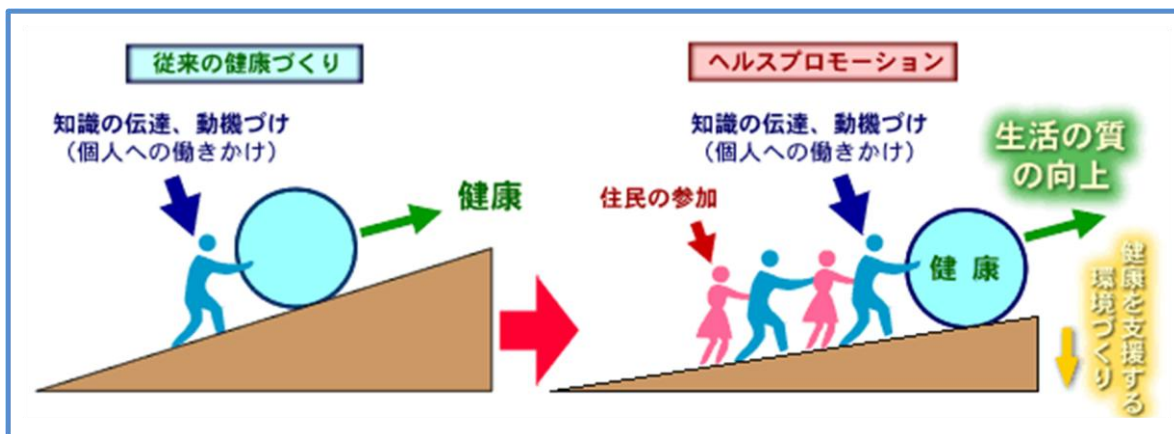 従来の健康づくり
知識の伝達、動機づけ
（個人への働きかけ）
健康
ヘルスプロモーション
知識の伝達、動機づけ
（個人への働きかけ）
住民の参加
生活の質
の向上
健康
健康を支援する
環境づくり